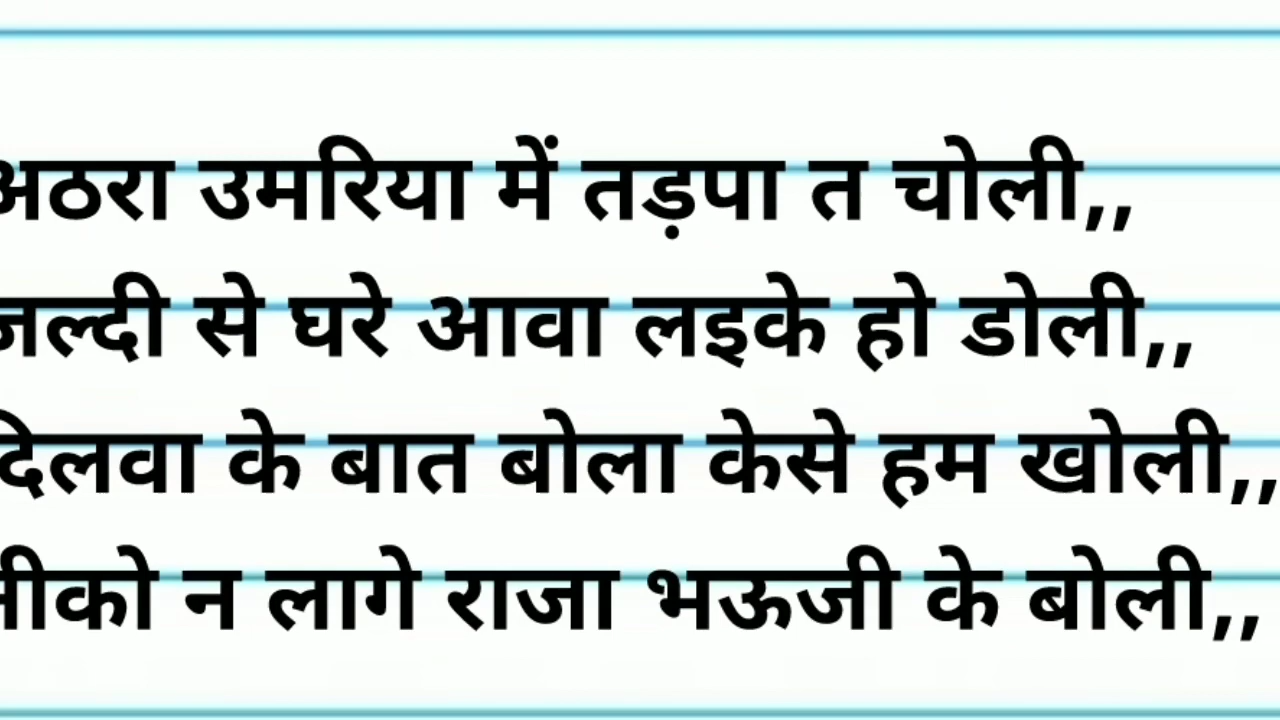 अठरा उमरिया में तड़पा त चोली,,
जल्दी से घरे आवा लइके हो डोली,,
दिलवा के बात बोला केसे हम खोली,,
नीको न लागे राजा भऊजी के बोली,,